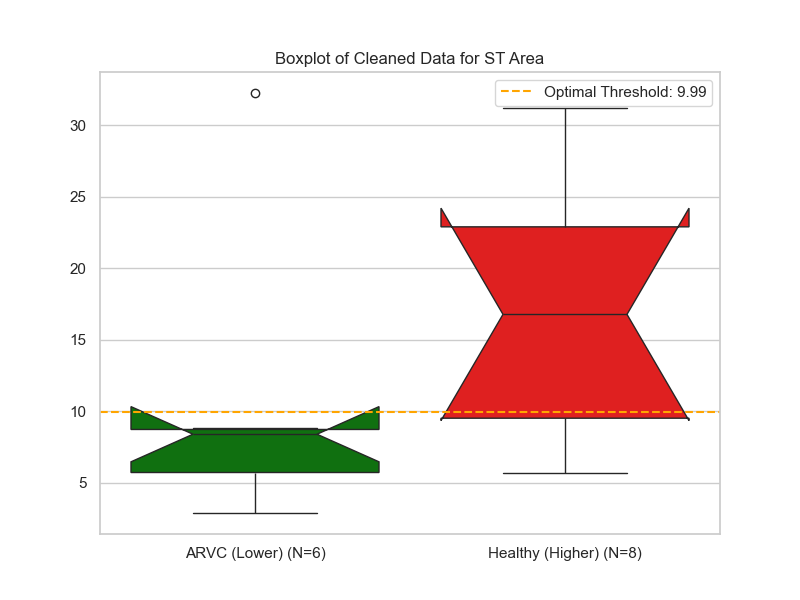 Boxplot of Cleaned Data for ST Area
Optimal Threshold: 9.99
30
25
20
15
10
5
ARVC (Lower) (N=6)
Healthy (Higher) (N=8)